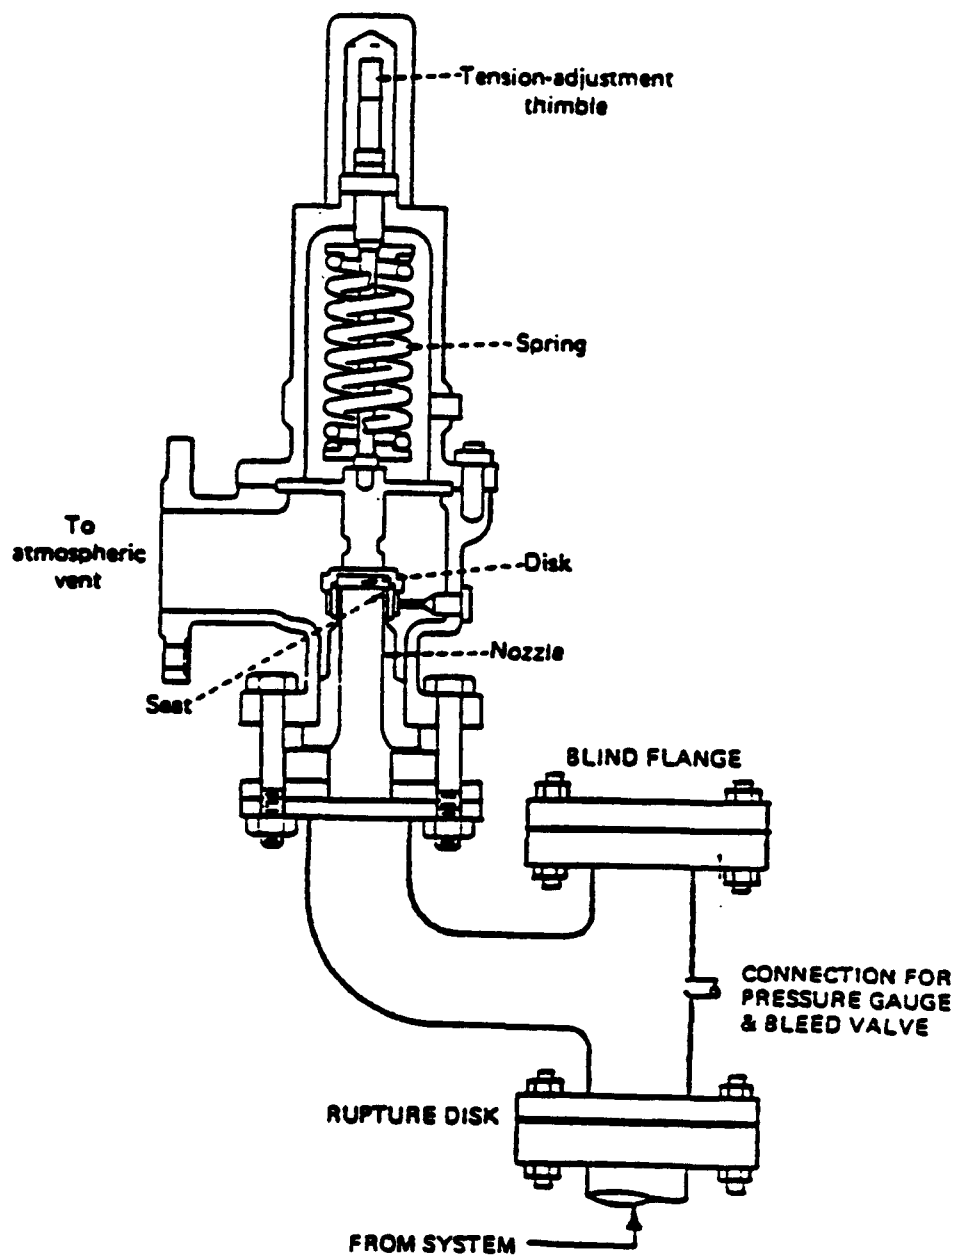 Tension-adjustment
thimble
Spring
To
atmospheric
vent
Disk
Nozzle
Seat
BLIND FLANGE
CONNECTION FOR
PRESSURE GAUGE
& BLEED VALVE
RUPTURE DISK
FROM SYSTEM